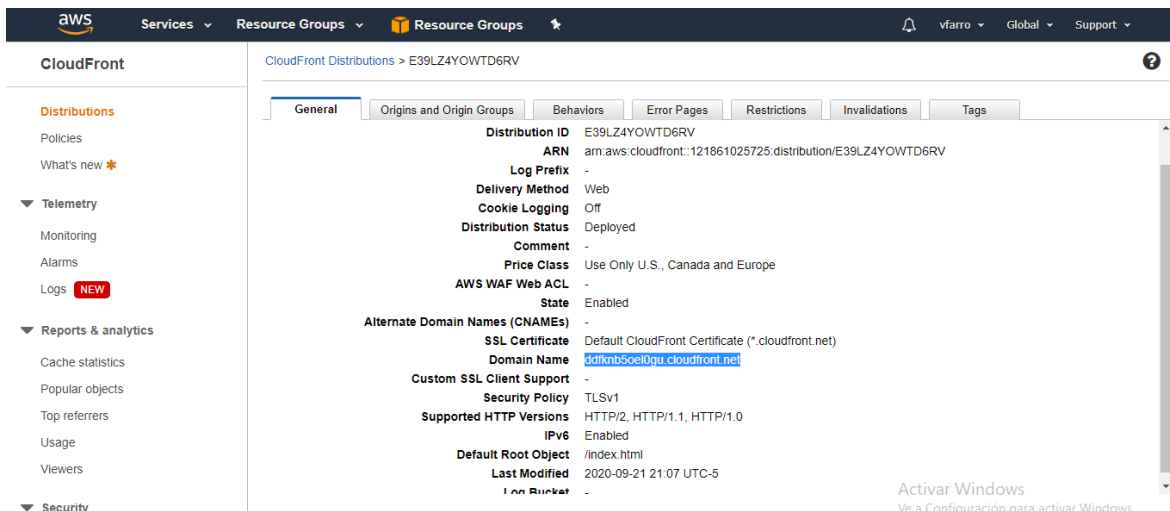 aws Services Resource Groups Resource Groups vfarro Global Support
CloudFront
Distributions
Policies
What's new
Telemetry
Monitoring
Alarms
Logs NEW
Reports & analytics
Cache statistics
Popular objects
Top referrers
Usage
Viewers
Security
CloudFront Distributions > E39LZ4YOWTD6RV
General Origins and Origin Groups Behaviors Error Pages Restrictions Invalidations Tags
Distribution ID E39LZ4YOWTD6RV
ARN arn:aws:cloudfront::121861025725:distribution/E39LZ4YOWTD6RV
Log Prefix -
Delivery Method Web
Cookie Logging Off
Distribution Status Deployed
Comment -
Price Class Use Only U.S., Canada and Europe
AWS WAF Web ACL -
State Enabled
Alternate Domain Names (CNAMEs) -
SSL Certificate Default CloudFront Certificate (*.cloudfront.net)
Domain Name ddfknb5oel0gu.cloudfront.net
Custom SSL Client Support -
Security Policy TLSv1
Supported HTTP Versions HTTP/2, HTTP/1.1, HTTP/1.0
IPv6 Enabled
Default Root Object /index.html
Last Modified 2020-09-21 21:07 UTC-5
Log Bucket -
Activar Windows
Ve a Configuración para activar Windows